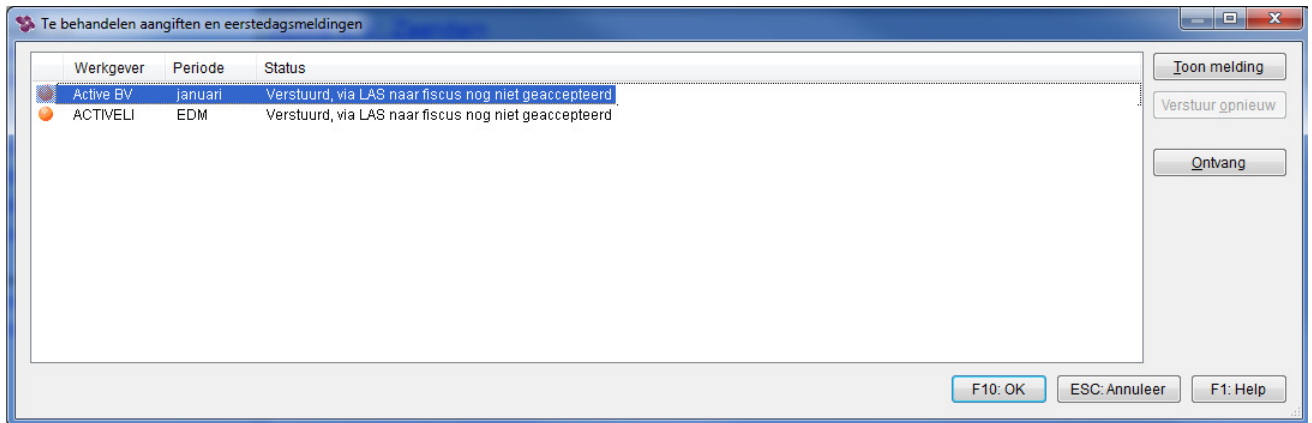 Te behandelen aangiften en eerstedagsmeldingen
Werkgever Periode Status
Active BV januari Verstuurd, via LAS naar fiscus nog niet geaccepteerd
ACTIVELI EDM Verstuurd, via LAS naar fiscus nog niet geaccepteerd
Toon melding
Verstuur opnieuw
Ontvang
F10: OK ESC: Annuleer F1: Help